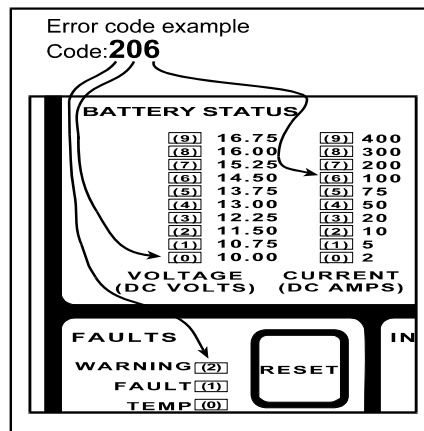 Error code example
Code:206
BATTERY STATUS
(9) 16.75 (9) 400
(8) 16.00 (8) 300
(7) 15.25 (7) 200
(6) 14.50 (6) 100
(5) 13.75 (5) 75
(4) 13.00 (4) 50
(3) 12.25 (3) 20
(2) 11.50 (2) 10
(1) 10.75 (1) 5
(0) 10.00 (0) 2
VOLTAGE CURRENT
(DC VOLTS) (DC AMPS)
FAULTS IN
WARNING (2)
RESET
FAULT (1)
TEMP (0)